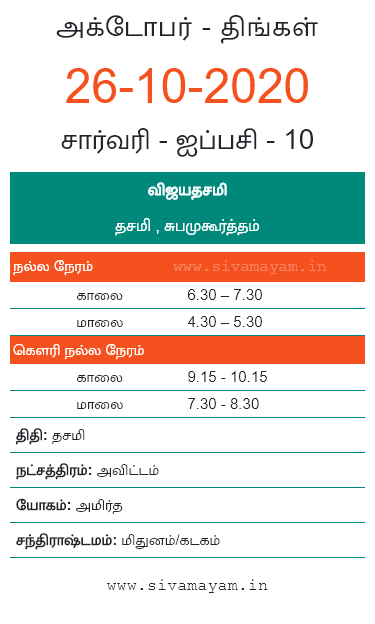 அக்டோபர் - திங்கள்
26-10-2020
சார்வரி - ஐப்பசி - 10
விஜயதசமி
தசமி , சுபமுகூர்த்தம்
நல்ல நேரம் www.sivamayam.in
காலை 6.30 – 7.30
மாலை 4.30 – 5.30
கௌரி நல்ல நேரம்
காலை 9.15 - 10.15
மாலை 7.30 - 8.30
திதி: தசமி
நட்சத்திரம்: அவிட்டம்
யோகம்: அமிர்த
சந்திராஷ்டமம்: மிதுனம்/கடகம்
www.sivamayam.in